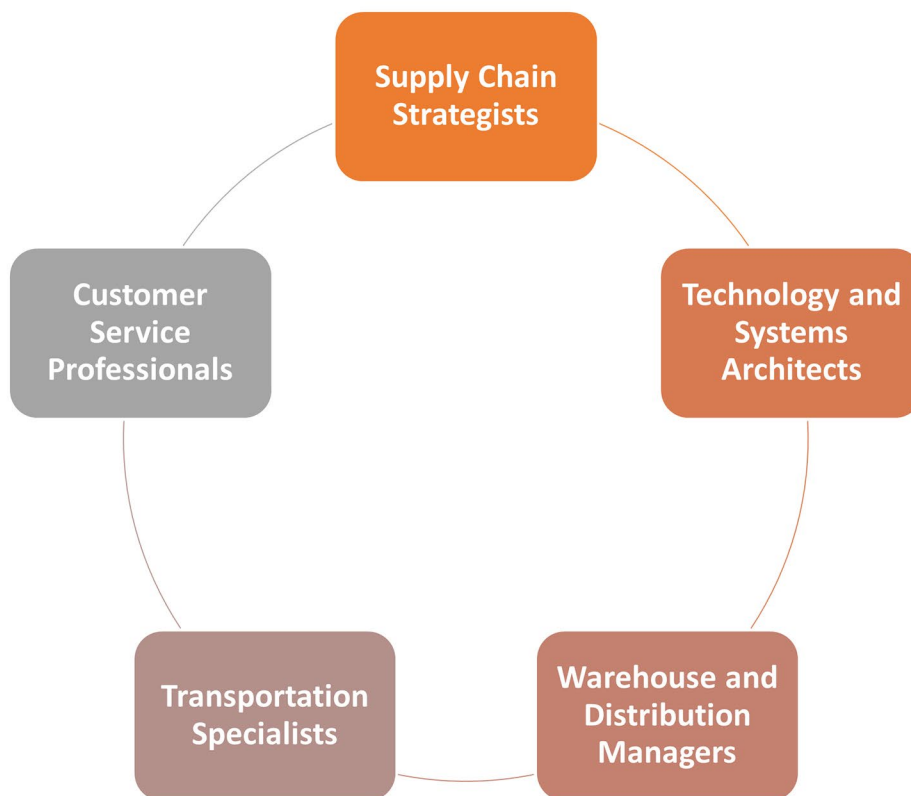 Supply Chain
Strategists
Technology and
Systems
Architects
Warehouse and
Distribution
Managers
Transportation
Specialists
Customer
Service
Professionals